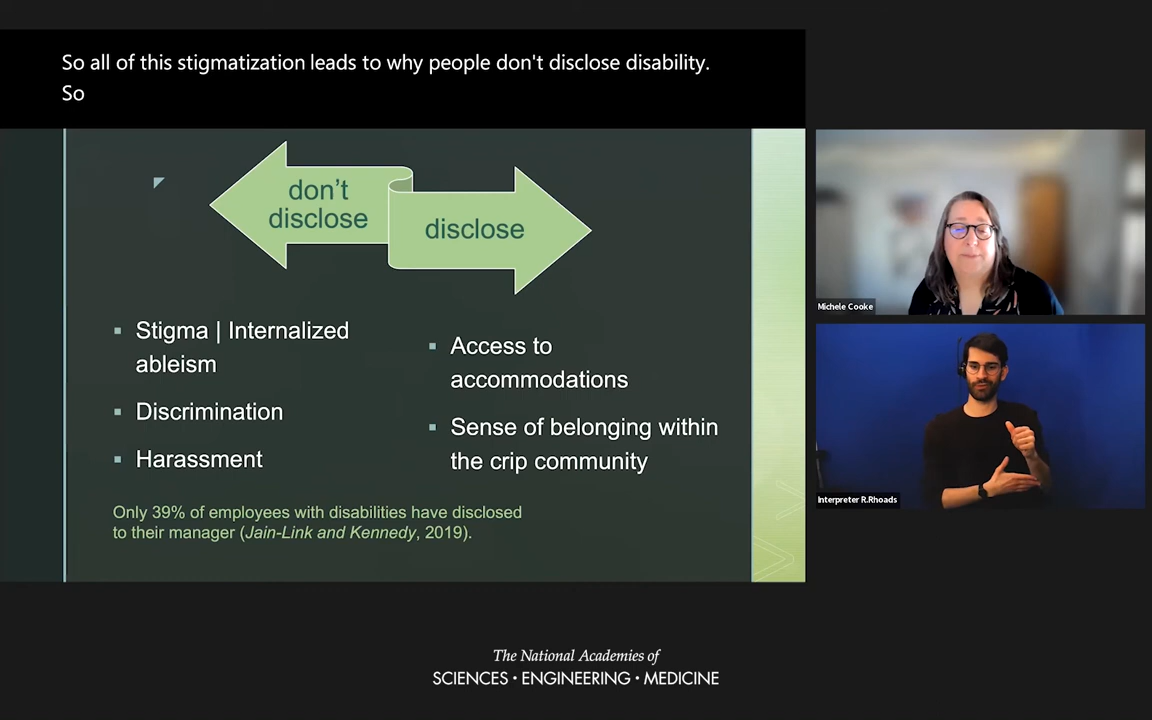 So all of this stigmatization leads to why people don't disclose disability.
So
don't
disclose
disclose
▪ Stigma | Internalized
ableism
▪ Discrimination
▪ Harassment
▪ Access to
accommodations
▪ Sense of belonging within
the crip community
Only 39% of employees with disabilities have disclosed
to their manager (Jain-Link and Kennedy, 2019).
Michele Cooke
Interpreter R.Rhoads
The National Academies of
SCIENCES • ENGINEERING • MEDICINE